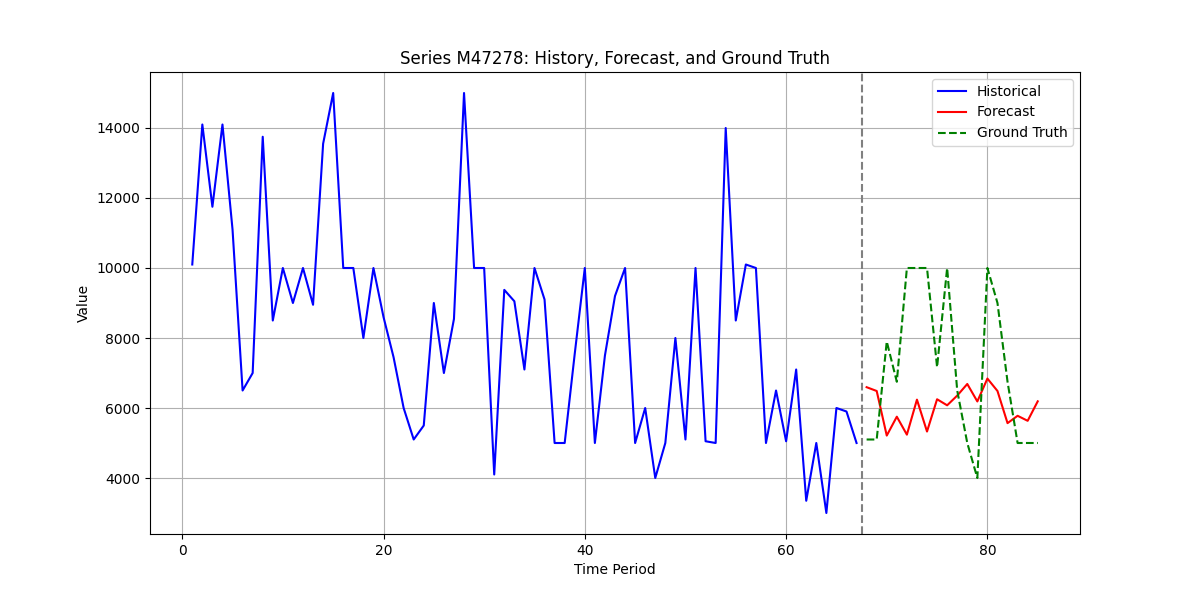 Series M47278: History, Forecast, and Ground Truth
Historical
Forecast
Ground Truth
14000
12000
10000
8000
6000
4000
Value
0
20
40
60
80
Time Period